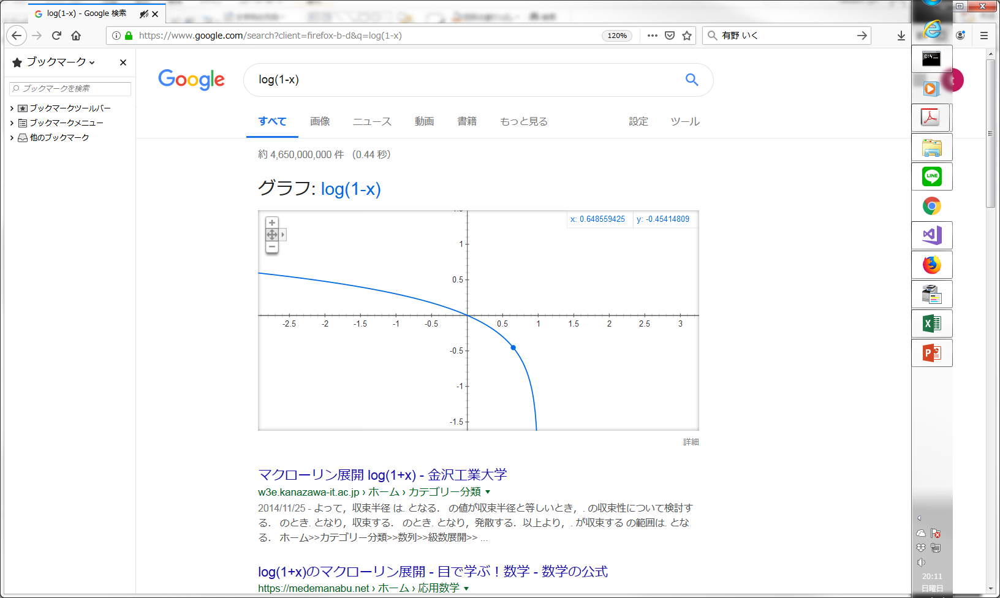 log(1-x) - Google 検索
https://www.google.com/search?client=firefox-b-d&q=log(1-x)
120%
有野 いく
ブックマーク
ブックマークを検索
ブックマークツールバー
ブックマークメニュー
他のブックマーク
Google
log(1-x)
すべて 画像 ニュース 動画 書籍 もっと見る 設定 ツール
約 4,650,000,000 件 （0.44 秒）
グラフ: log(1-x)
x: 0.648559425 y: -0.45414809
1
0.5
-2.5 -2 -1.5 -1 -0.5 0.5 1 1.5 2 2.5 3
-0.5
-1
-1.5
詳細
マクローリン展開 log(1+x) - 金沢工業大学
w3e.kanazawa-it.ac.jp › ホーム › カテゴリー分類
2014/11/25 - よって，収束半径 は. となる． の値が収束半径と等しいとき，. の収束性について検討す
る． のとき. となり，収束する． のとき. となり，発散する．以上より，. が収束する の範囲は. とな
る． ホーム>>カテゴリー分類>>数列>>級数展開>> ...
log(1+x)のマクローリン展開 - 目で学ぶ！数学 - 数学の公式
https://medemanabu.net › ホーム › 応用数学
C:\
LINE
20:11
日曜日